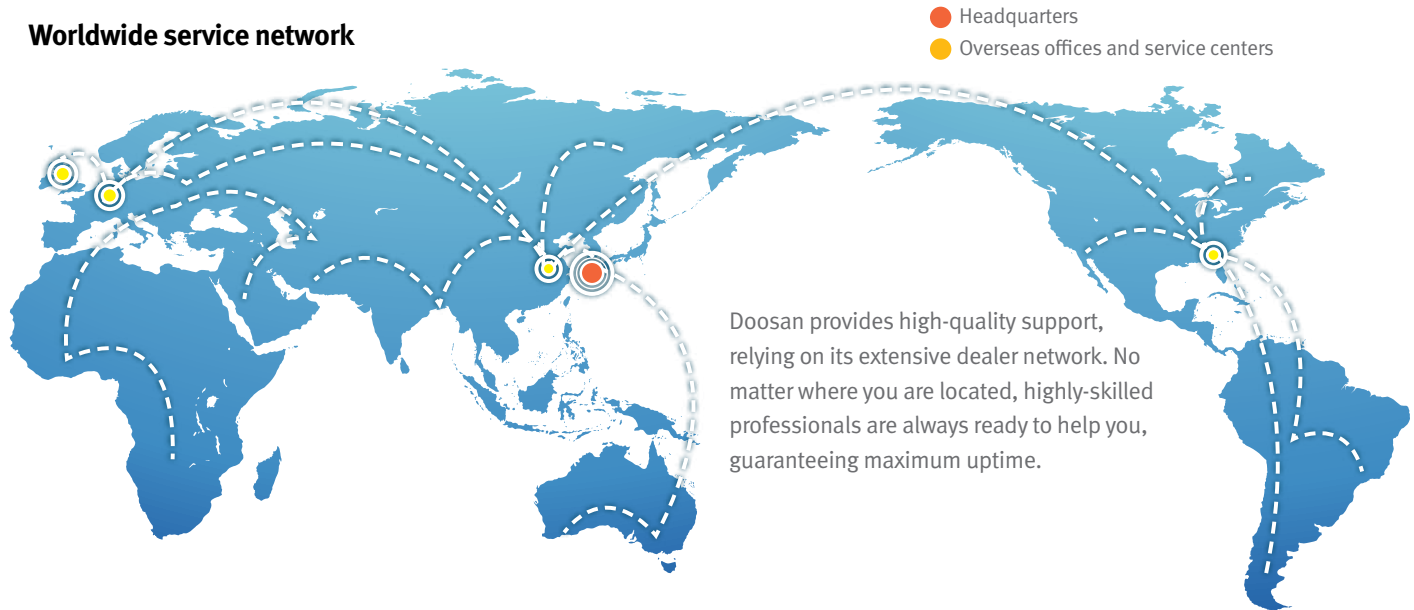 Worldwide service network
Headquarters
Overseas offices and service centers
Doosan provides high-quality support,
relying on its extensive dealer network. No
matter where you are located, highly-skilled
professionals are always ready to help you,
guaranteeing maximum uptime.